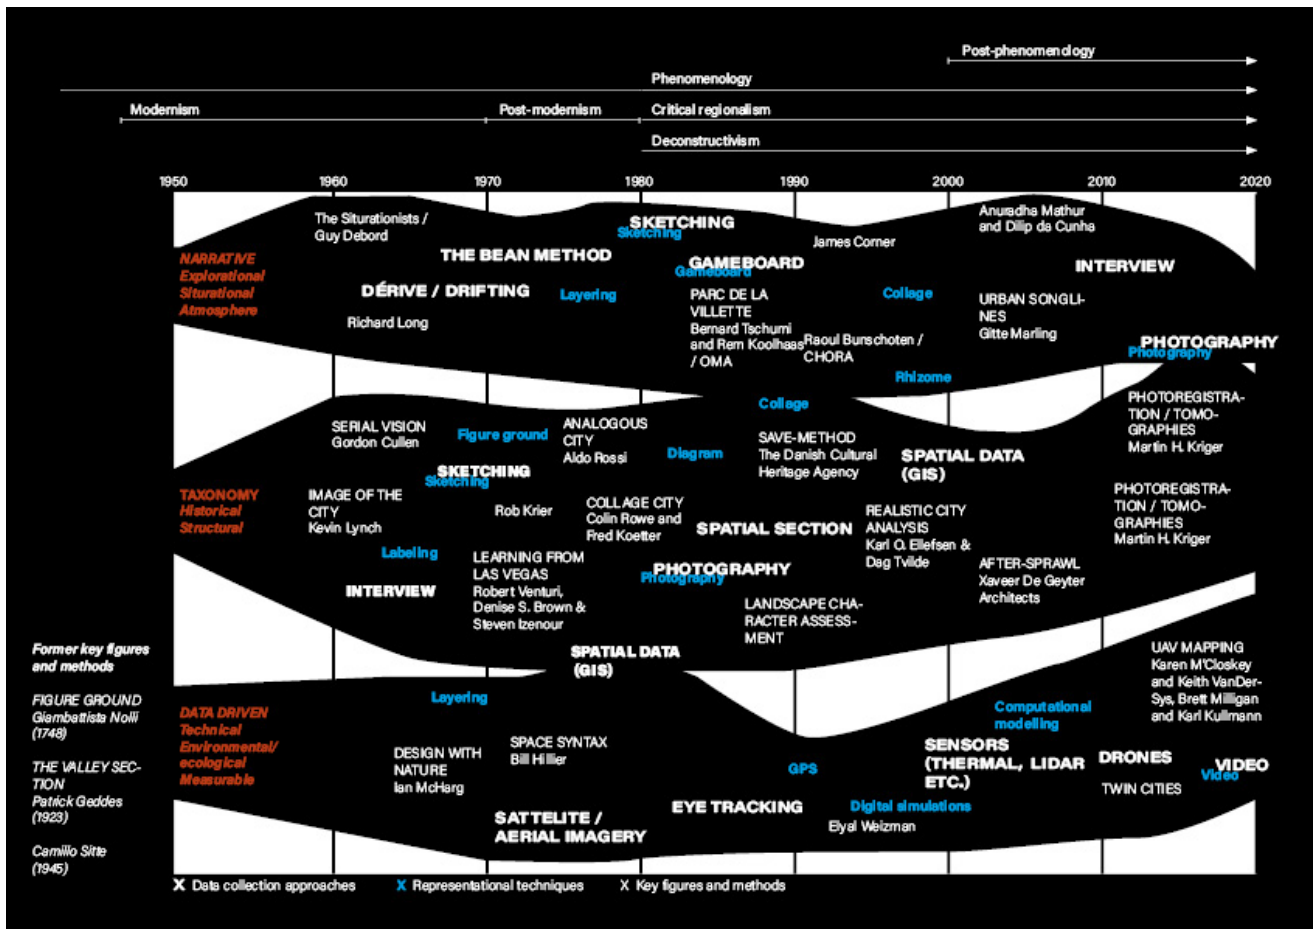 Post-phenomenology
Phenomenology
Modernism
Post-modernism
Critical regionalism
Deconstructivism
1950
1960
1970
1980
1990
2000
2010
2020
NARRATIVE
Explorational
Siturational
Atmosphere
The Siturationists /
Guy Debord
THE BEAN METHOD
DÉRIVE / DRIFTING
Richard Long
SKETCHING
Sketching
Layering
GAMEBOARD
Gameboard
PARC DE LA
VILLETTE
Bernard Tschumi
and Rem Koolhaas
/ OMA
James Corner
Collage
Raoul Bunschoten /
CHORA
Rhizome
Anuradha Mathur
and Dilip da Cunha
INTERVIEW
URBAN SONGLI-
NES
Gitte Marling
PHOTOGRAPHY
Photography
TAXONOMY
Historical
Structural
SERIAL VISION
Gordon Cullen
Figure ground
SKETCHING
Sketching
IMAGE OF THE
CITY
Kevin Lynch
Labeling
INTERVIEW
ANALOGOUS
CITY
Aldo Rossi
Rob Krier
COLLAGE CITY
Colin Rowe and
Fred Koetter
LEARNING FROM
LAS VEGAS
Robert Venturi,
Denise S. Brown &
Steven Izenour
Collage
Diagram
SAVE-METHOD
The Danish Cultural
Heritage Agency
SPATIAL SECTION
PHOTOGRAPHY
Photography
LANDSCAPE CHA-
RACTER ASSESS-
MENT
SPATIAL DATA
(GIS)
REALISTIC CITY
ANALYSIS
Karl O. Ellefsen &
Dag Tvilde
AFTER-SPRAWL
Xaveer De Geyter
Architects
PHOTOREGISTRA-
TION / TOMO-
GRAPHIES
Martin H. Kriger
PHOTOREGISTRA-
TION / TOMO-
GRAPHIES
Martin H. Kriger
SPATIAL DATA
(GIS)
DATA DRIVEN
Technical
Environmental/
ecological
Measurable
Layering
DESIGN WITH
NATURE
Ian McHarg
SPACE SYNTAX
Bill Hillier
SATTELITE /
AERIAL IMAGERY
EYE TRACKING
GPS
Digital simulations
Elyal Weizman
Computational
modelling
SENSORS
(THERMAL, LIDAR
ETC.)
DRONES
TWIN CITIES
UAV MAPPING
Karen M'Closkey
and Keith VanDer-
Sys, Brett Milligan
and Karl Kullmann
VIDEO
Video
Former key figures
and methods
FIGURE GROUND
Giambattista Nolli
(1748)
THE VALLEY SEC-
TION
Patrick Geddes
(1923)
Camillo Sitte
(1945)
X Data collection approaches
X Representational techniques
X Key figures and methods